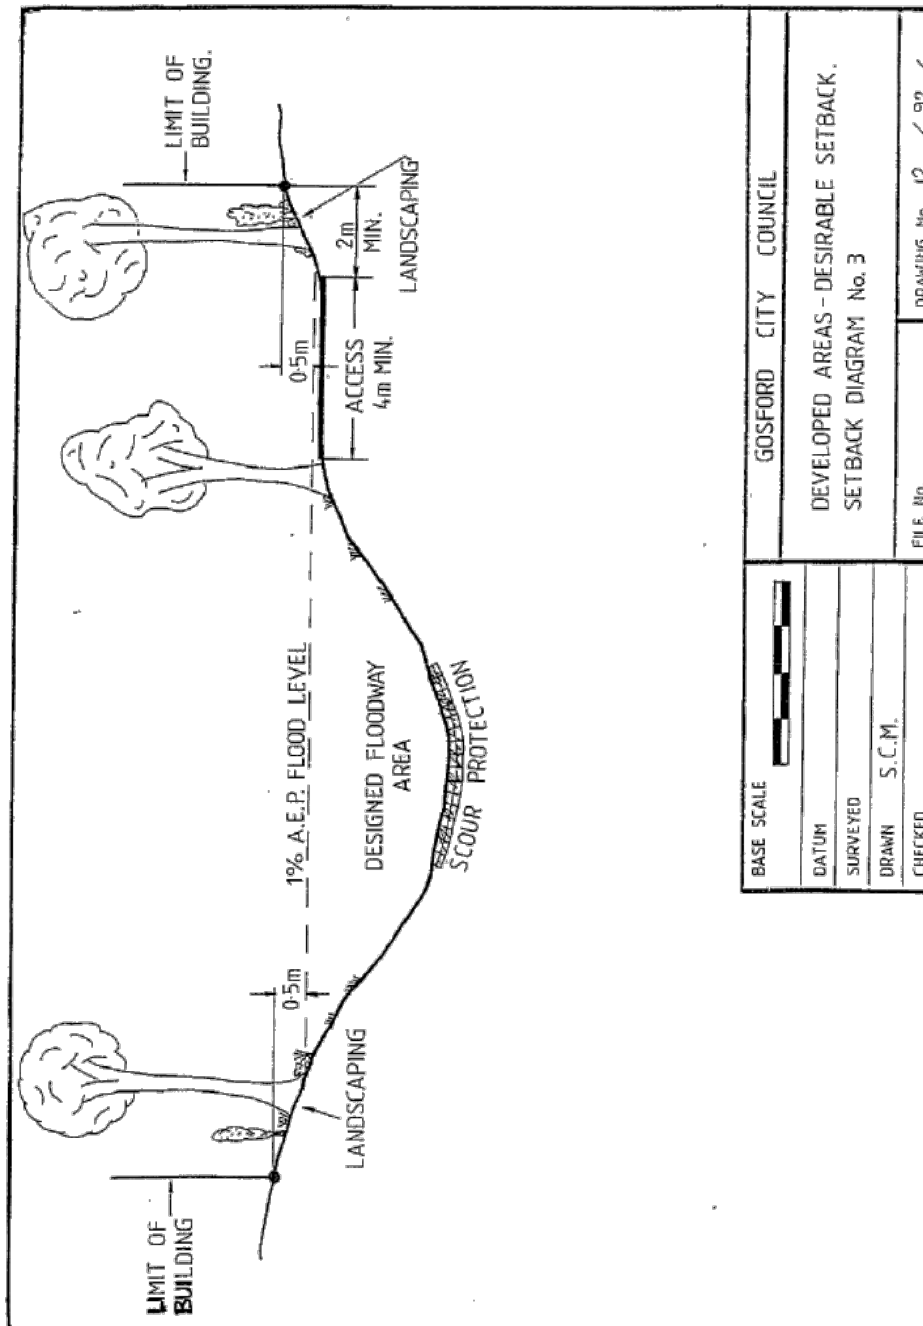 LIMIT OF
BUILDING
LANDSCAPING
0·5m
1% A.E.P. FLOOD LEVEL
DESIGNED FLOODWAY
AREA
SCOUR PROTECTION
0·5m
ACCESS
4m MIN.
2m
MIN.
LANDSCAPING
LIMIT OF
BUILDING.
BASE SCALE
DATUM
SURVEYED
DRAWN S.C.M.
CHECKED
GOSFORD CITY COUNCIL
DEVELOPED AREAS - DESIRABLE SETBACK.
SETBACK DIAGRAM No. 3
FILE No
DRAWING No.